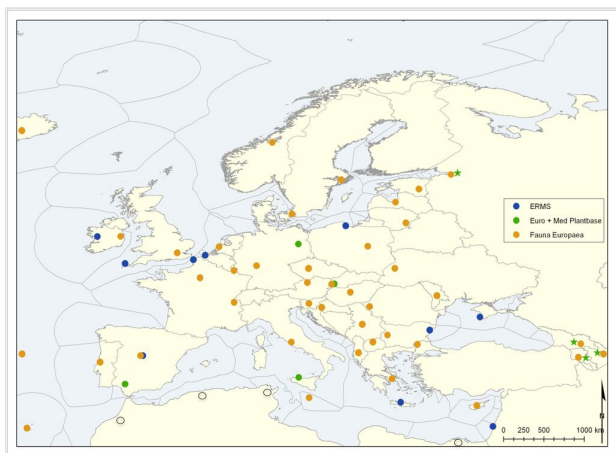 ERMS
Euro + Med Plantbase
Fauna Europaea
N
0 250 500 1000 km